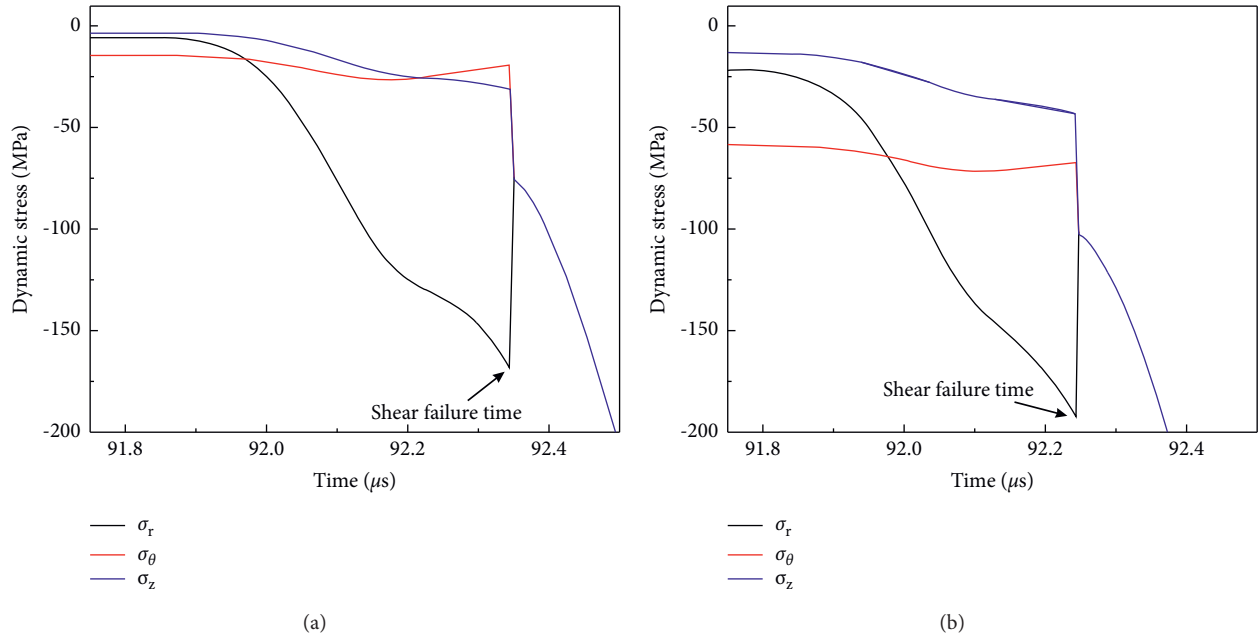 0
-50
-100
-150
-200
Dynamic stress (MPa)
91.8 92.0 92.2 92.4
Time (μs)
Shear failure time
σr
σθ
σz
(a)
0
-50
-100
-150
-200
Dynamic stress (MPa)
91.8 92.0 92.2 92.4
Time (μs)
Shear failure time
σr
σθ
σz
(b)